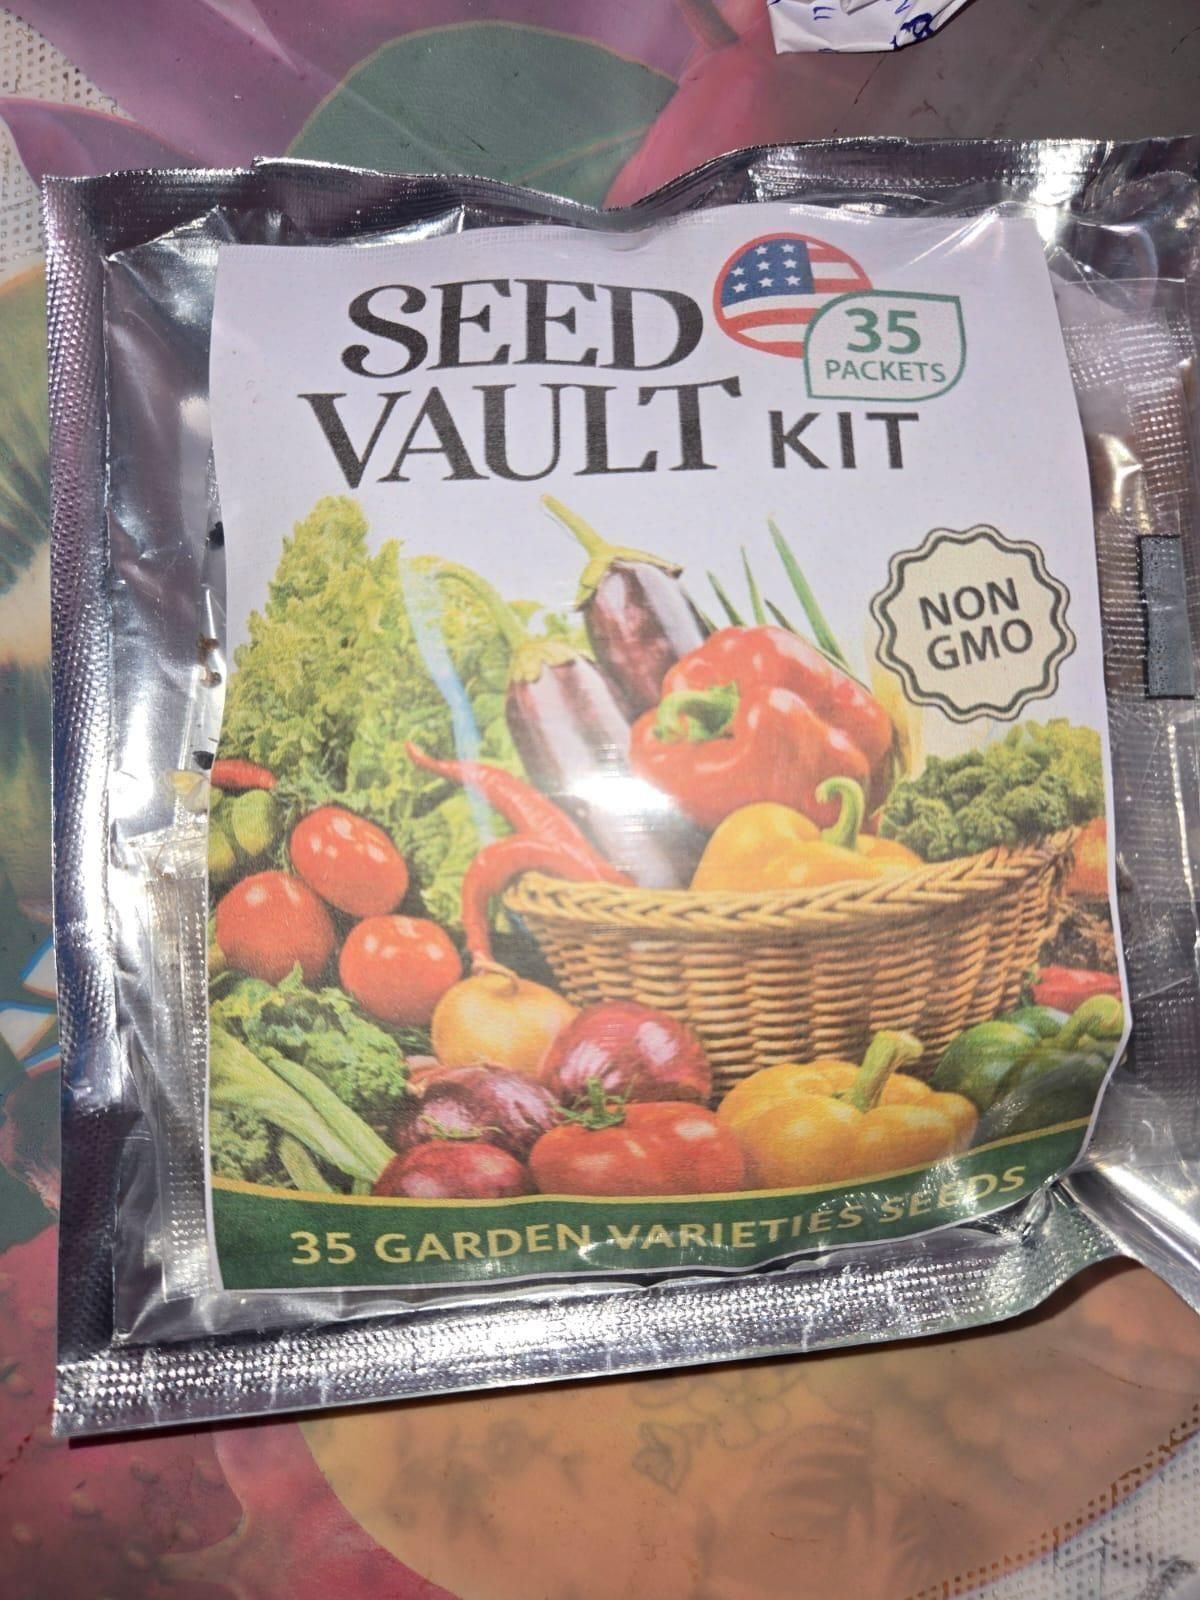 SEED
VAULT KIT
35
PACKETS
NON
GMO
35 GARDEN VARIETIES SEEDS